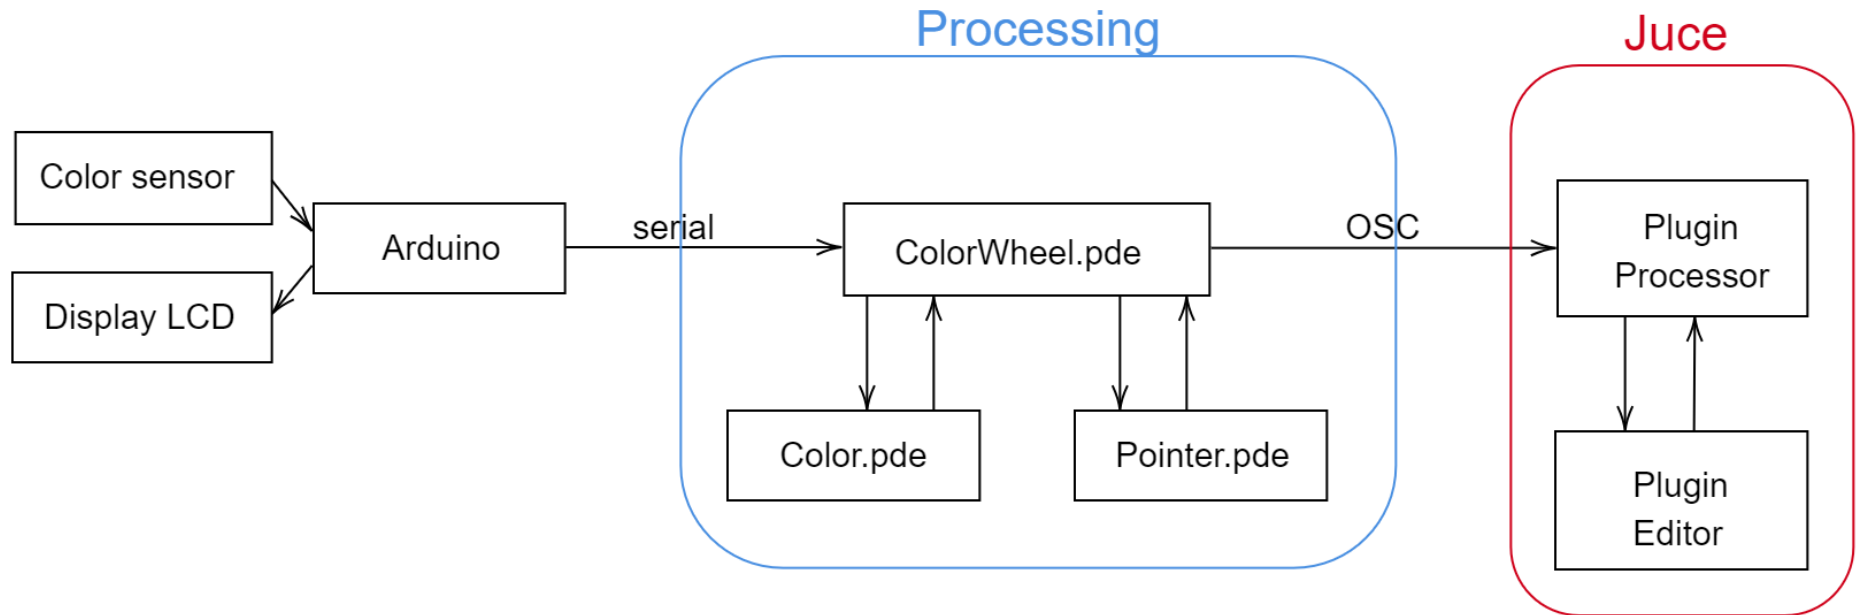 Processing
Juce
Color sensor
Arduino
Display LCD
serial
ColorWheel.pde
OSC
Plugin
Processor
Color.pde
Pointer.pde
Plugin
Editor